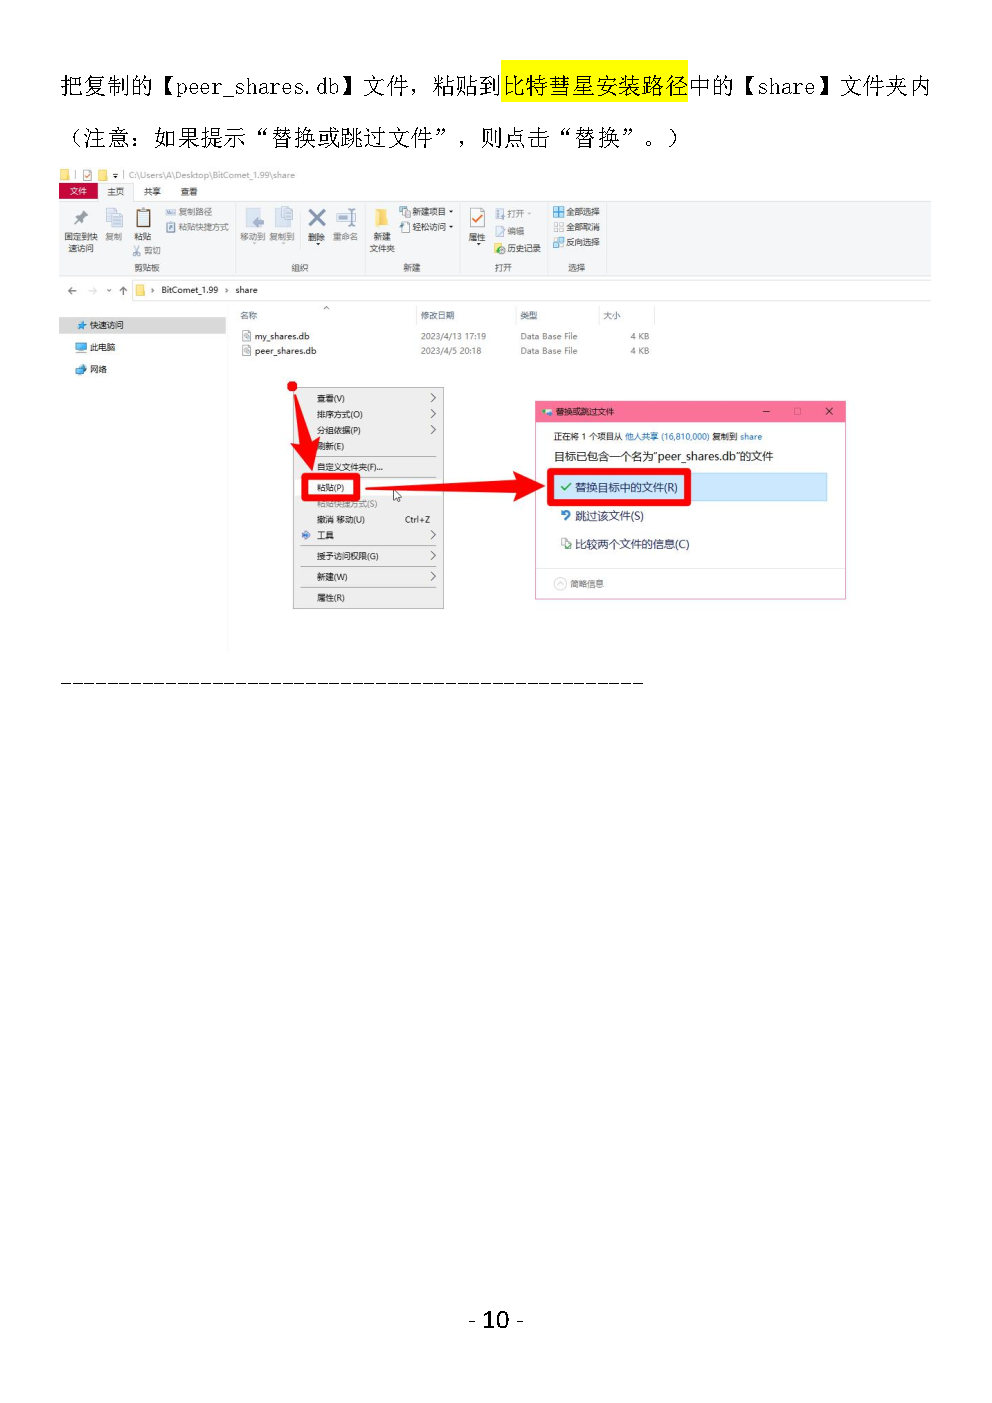 把复制的【peer_shares.db】文件，粘贴到比特彗星安装路径中的【share】文件夹内
（注意：如果提示“替换或跳过文件”，则点击“替换”。）
C:\Users\A\Desktop\BitComet_1.99\share
文件 主页 共享 查看
固定到快速访问 复制 粘贴 复制路径 粘贴快捷方式 剪切 移动到 复制到 删除 重命名 新建文件夹 新建项目 轻松访问 属性 打开 编辑 历史记录 全部选择 全部取消 反向选择
剪贴板 组织 新建 打开 选择
BitComet_1.99 › share
名称 修改日期 类型 大小
快速访问
my_shares.db 2023/4/13 17:19 Data Base File 4 KB
此电脑
peer_shares.db 2023/4/5 20:18 Data Base File 4 KB
网络
查看(V)
排序方式(O)
分组依据(P)
刷新(E)
自定义文件夹(F)...
粘贴(P)
粘贴快捷方式(S)
撤消 移动(U) Ctrl+Z
工具
授予访问权限(G)
新建(W)
属性(R)
替换或跳过文件
正在将 1 个项目从 他人共享 (16,810,000) 复制到 share
目标已包含一个名为"peer_shares.db"的文件
替换目标中的文件(R)
跳过该文件(S)
比较两个文件的信息(C)
简略信息
- 10 -